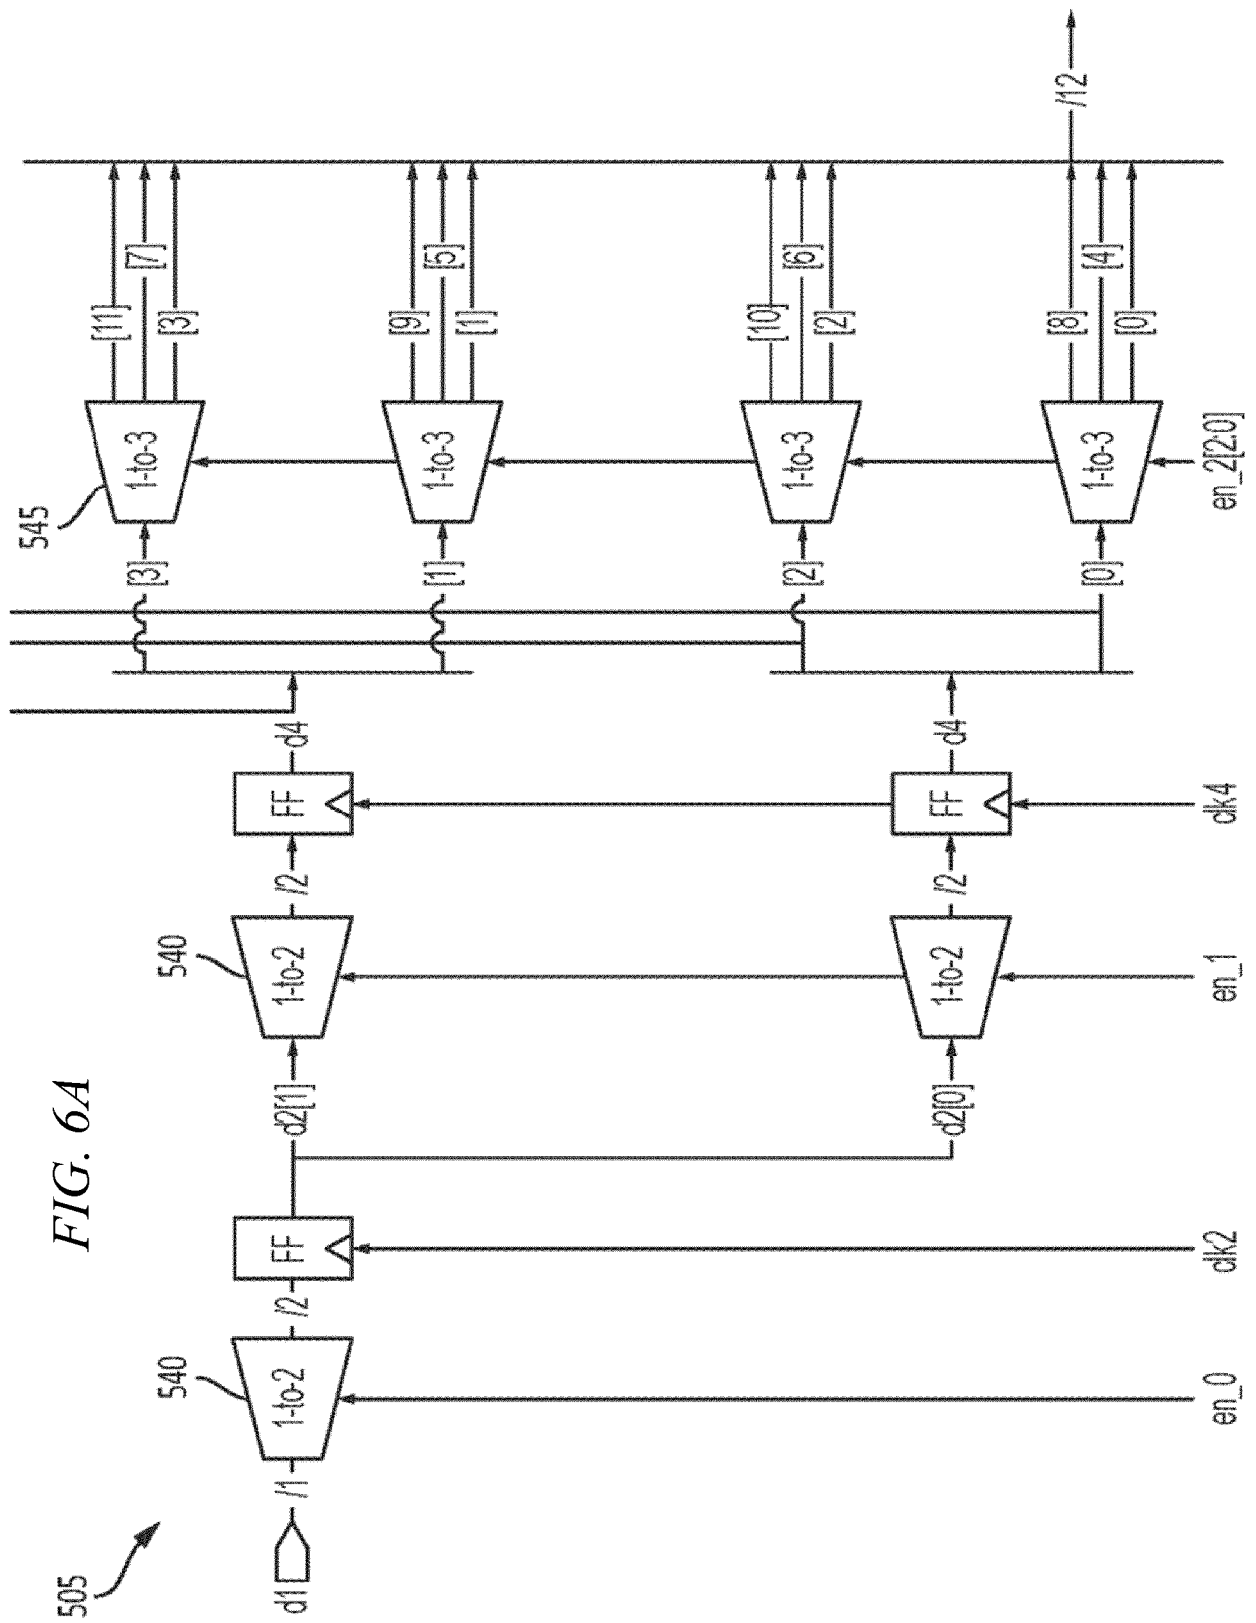 FIG. 6A
505
d1
/1
540
1-to-2
en_0
/2
FF
clk2
d2[1]
d2[0]
540
1-to-2
1-to-2
en_1
/2
/2
FF
FF
clk4
d4
d4
[3]
[1]
[2]
[0]
545
1-to-3
1-to-3
1-to-3
1-to-3
en_2[2:0]
[11]
[7]
[3]
[9]
[5]
[1]
[10]
[6]
[2]
[8]
[4]
[0]
/12